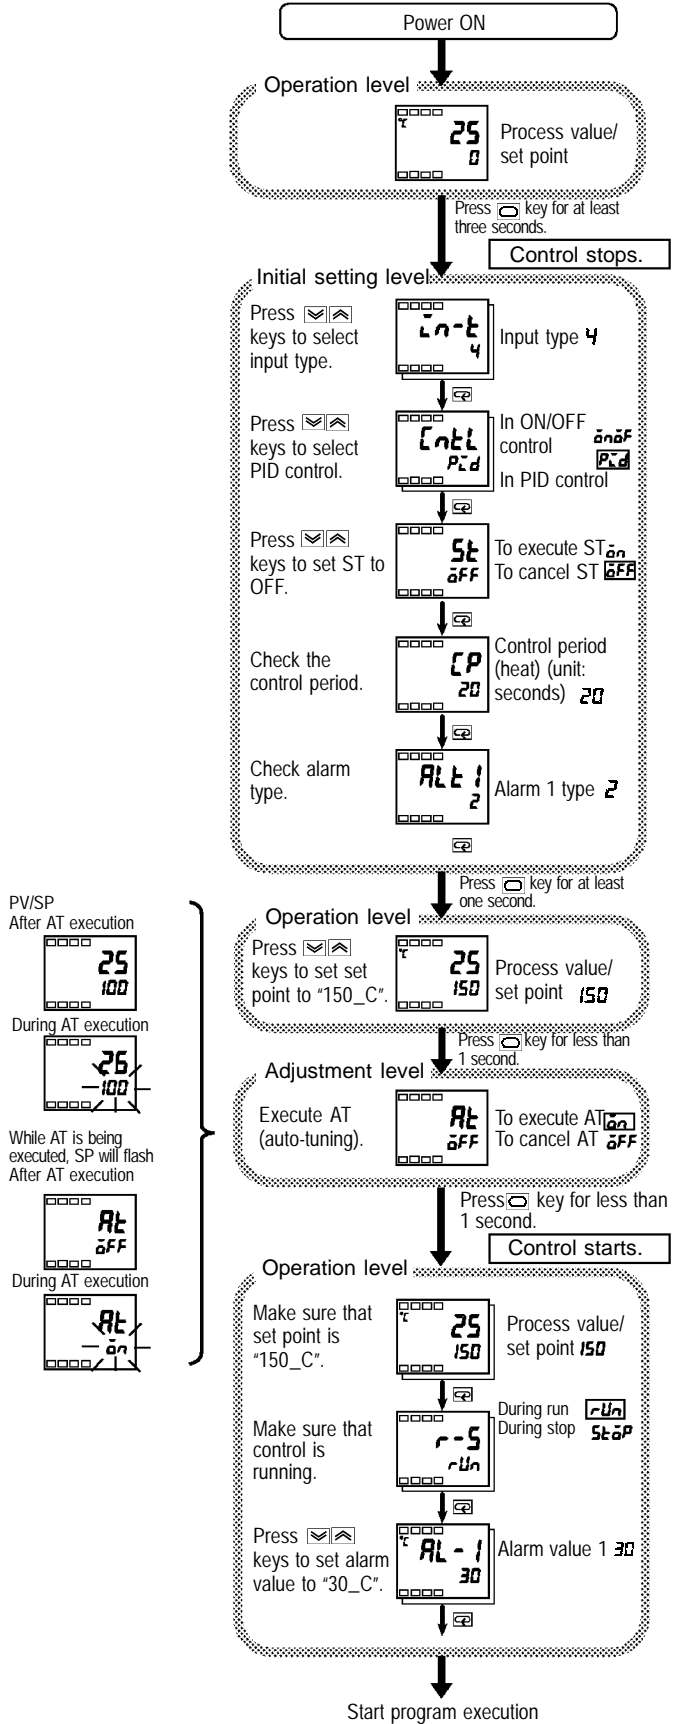 Power ON
Operation level
°C
25
0
Process value/
set point
Press key for at least
three seconds.
Control stops.
Initial setting level
Press
keys to select
input type.
in-t
4
Input type 4
Press
keys to select
PID control.
Cntl
Pid
In ON/OFF
control onoF
Pid
In PID control
Press
keys to set ST to
OFF.
St
oFF
To execute ST on
To cancel ST oFF
Check the
control period.
CP
20
Control period
(heat) (unit:
seconds) 20
Check alarm
type.
ALt1
2
Alarm 1 type 2
Press key for at least
one second.
PV/SP
After AT execution
25
100
During AT execution
26
100
While AT is being
executed, SP will flash
After AT execution
At
oFF
During AT execution
At
on
Operation level
Press
keys to set set
point to "150_C".
°C
25
150
Process value/
set point 150
Press key for less than
1 second.
Adjustment level
Execute AT
(auto-tuning).
At
oFF
To execute AT on
To cancel AT oFF
Press key for less than
1 second.
Control starts.
Operation level
Make sure that
set point is
"150_C".
°C
25
150
Process value/
set point 150
Make sure that
control is
running.
r-S
rUn
During run rUn
During stop StoP
Press
keys to set alarm
value to "30_C".
°C
AL-1
30
Alarm value 1 30
Start program execution